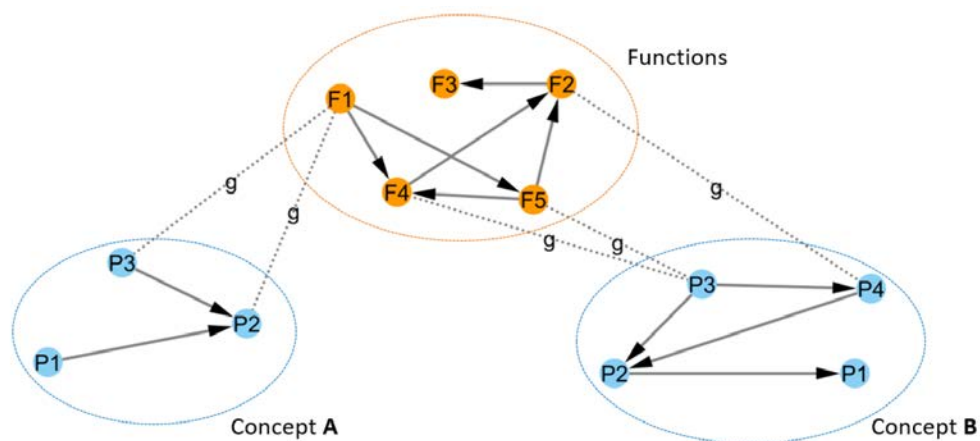 Functions
F3
F2
F1
g
g
F4
F5
g
g
g
P3
P2
P1
P3
P4
P2
P1
Concept A
Concept B